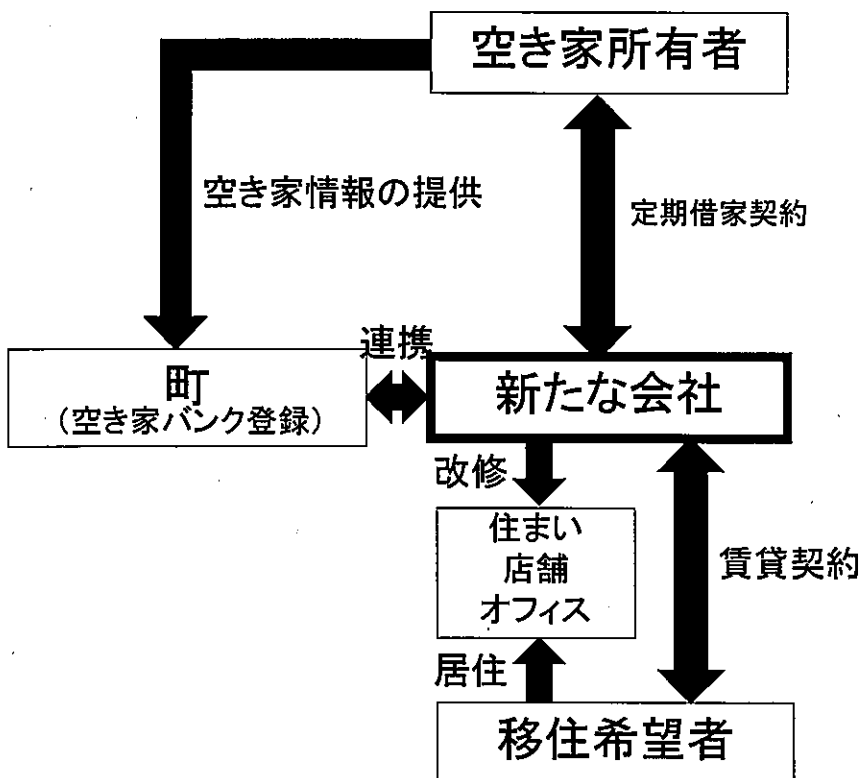 空き家所有者
空き家情報の提供
定期借家契約
連携
町
(空き家バンク登録)
新たな会社
改修
住まい
店舗
オフィス
賃貸契約
居住
移住希望者